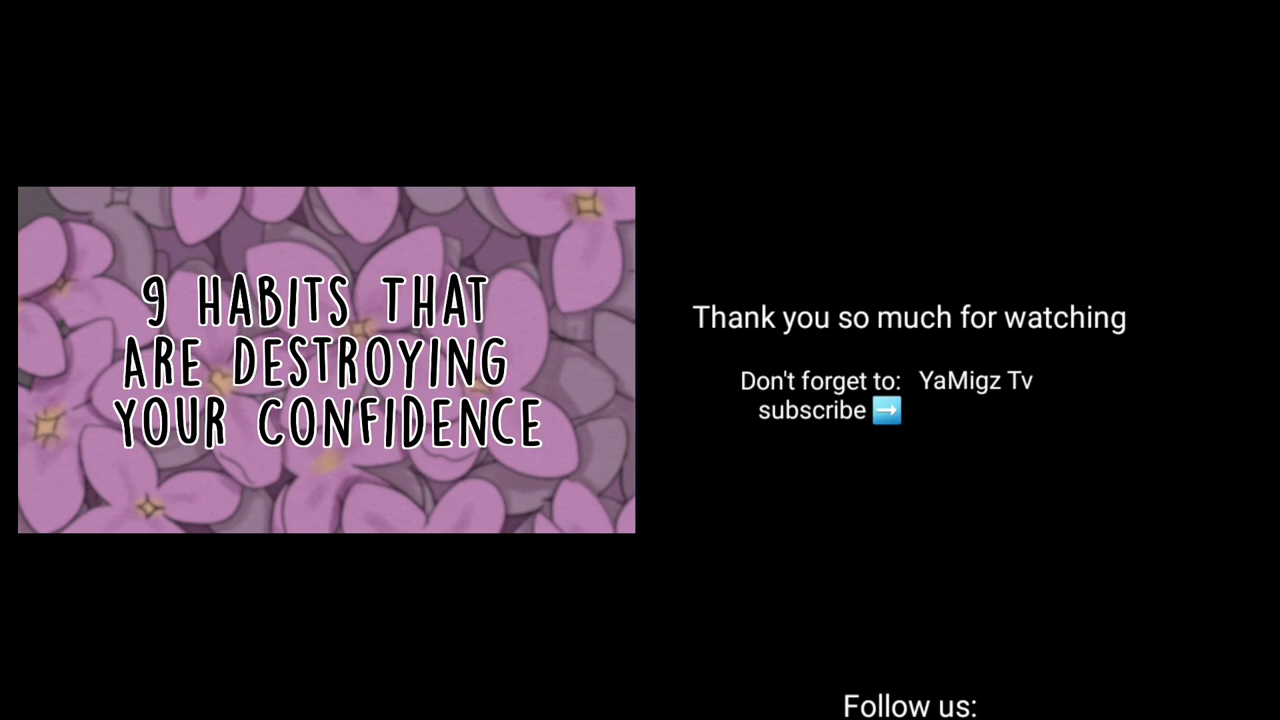 9 HABITS THAT
ARE DESTROYING
YOUR CONFIDENCE
Thank you so much for watching
Don't forget to: YaMigz Tv
subscribe ➡️
Follow us: